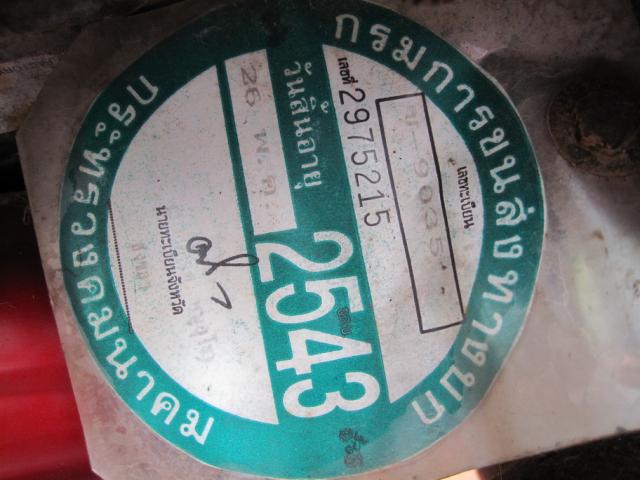 กรมการขนส่งทางบก
เลขที่ 2975215
เลขทะเบียน
วันสิ้นอายุ 2543
26 พ.ค.
นายทะเบียนจังหวัด
กระทรวงคมนาคม